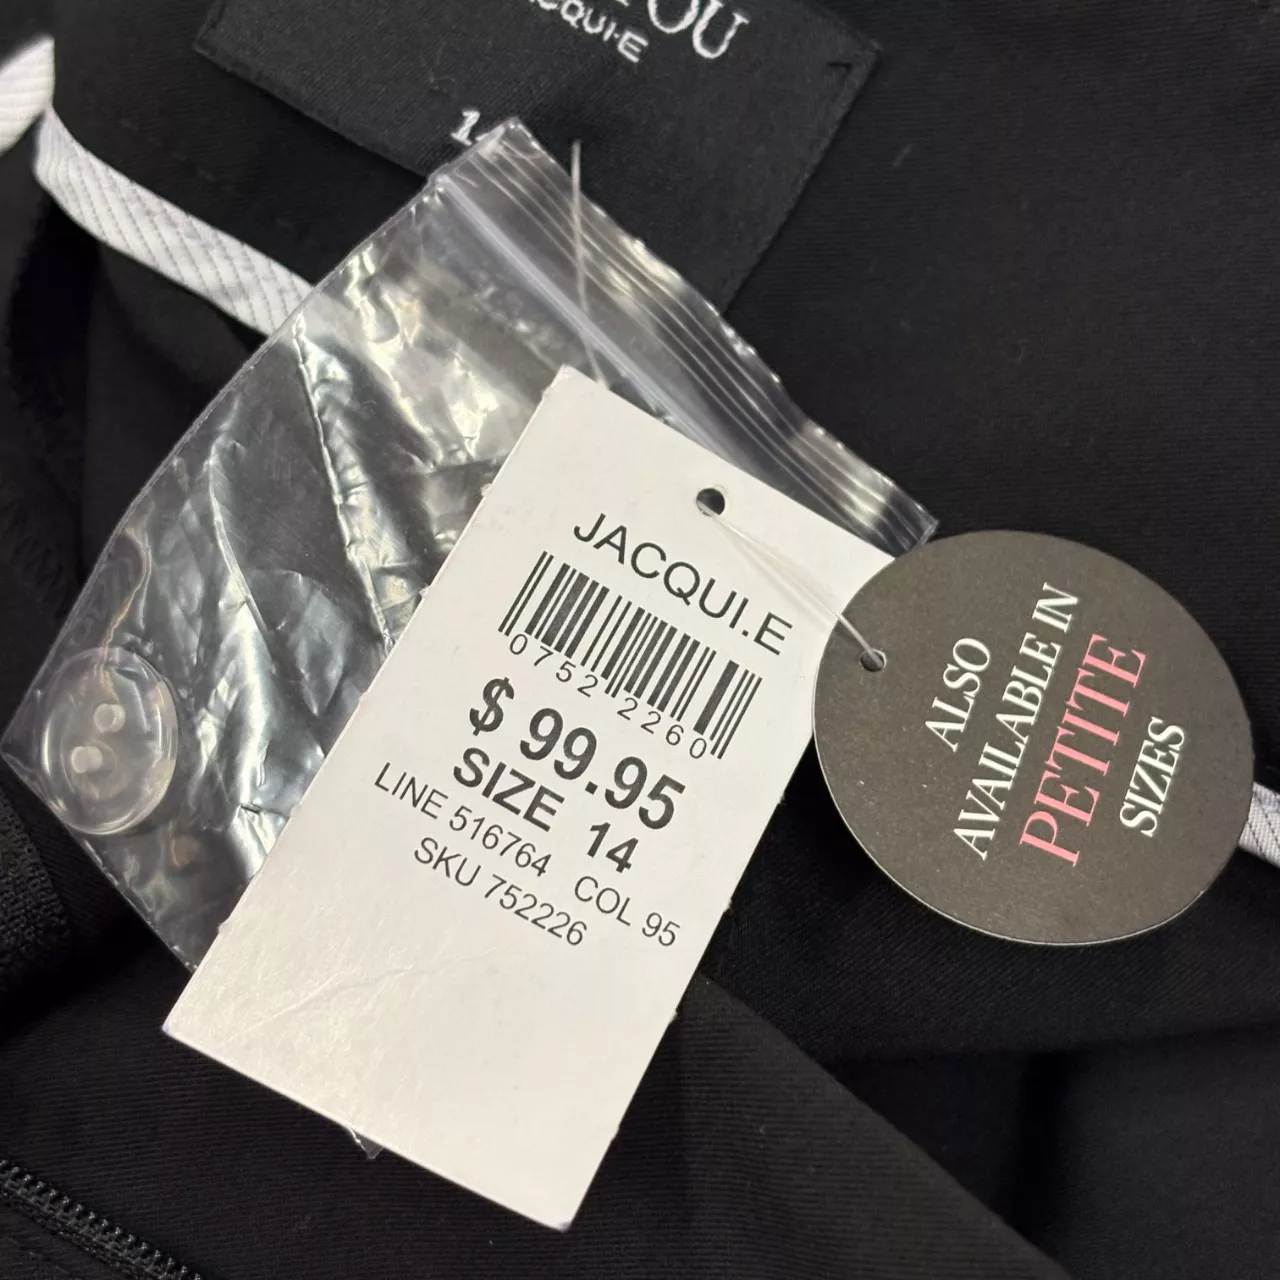 YOU
JACQUI·E
JACQUI.E
0752 2260
$ 99.95
SIZE 14
LINE 516764 COL 95
SKU 752226
ALSO
AVAILABLE IN
PETITE
SIZES